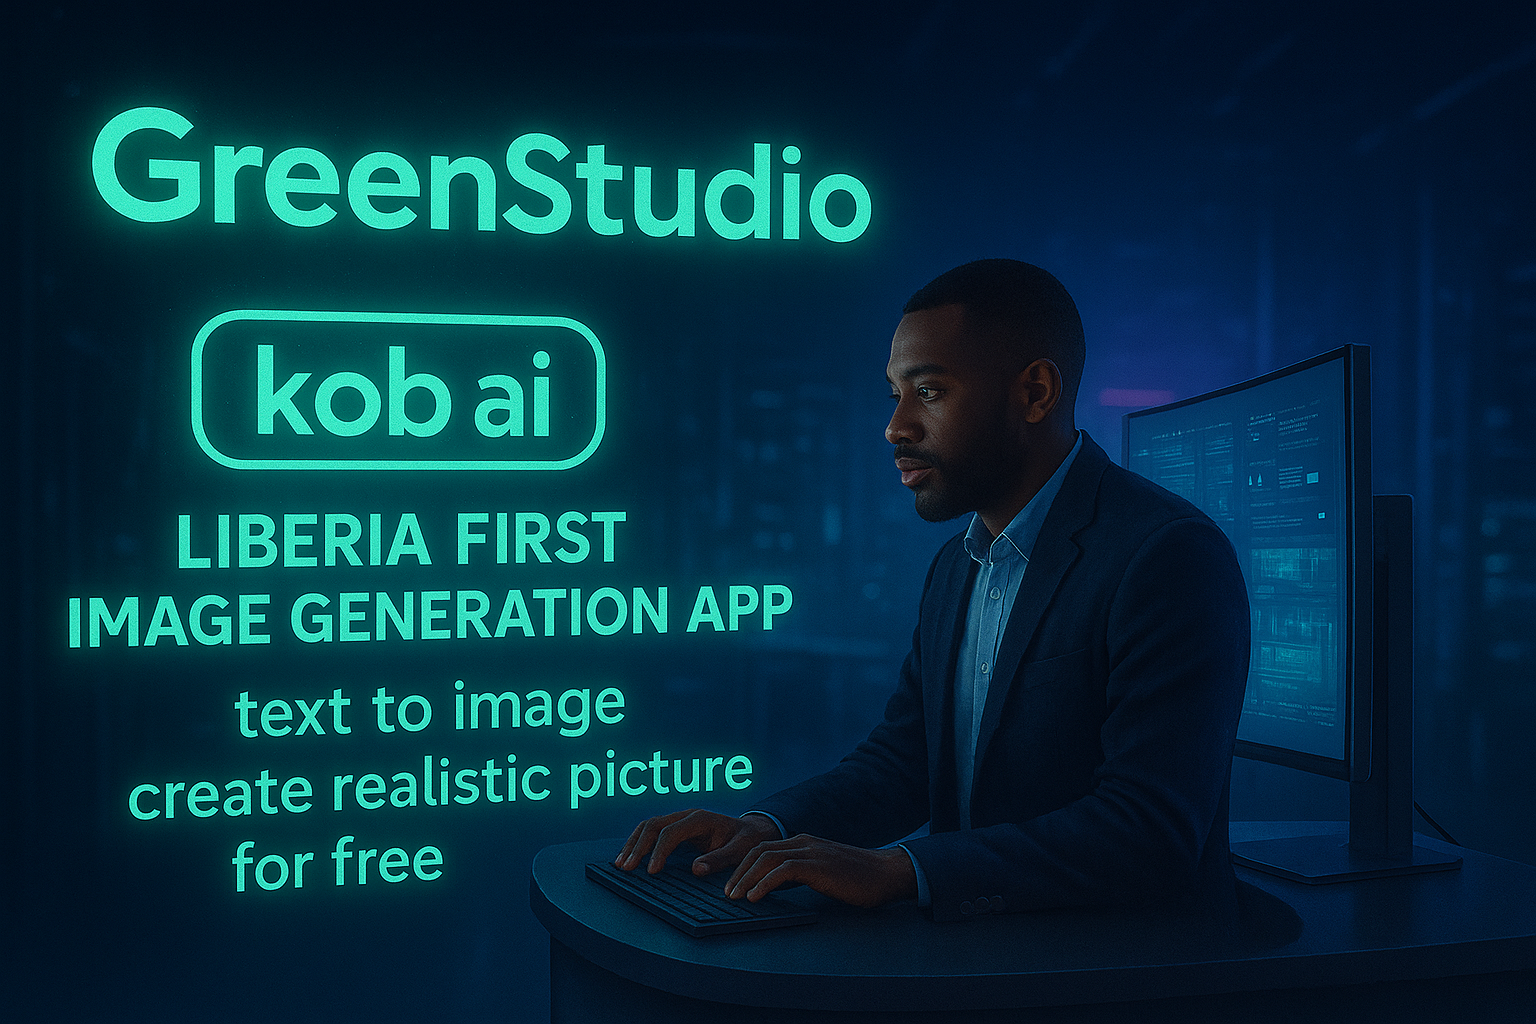 GreenStudio
kob ai
LIBERIA FIRST
IMAGE GENERATION APP
text to image
create realistic picture
for free